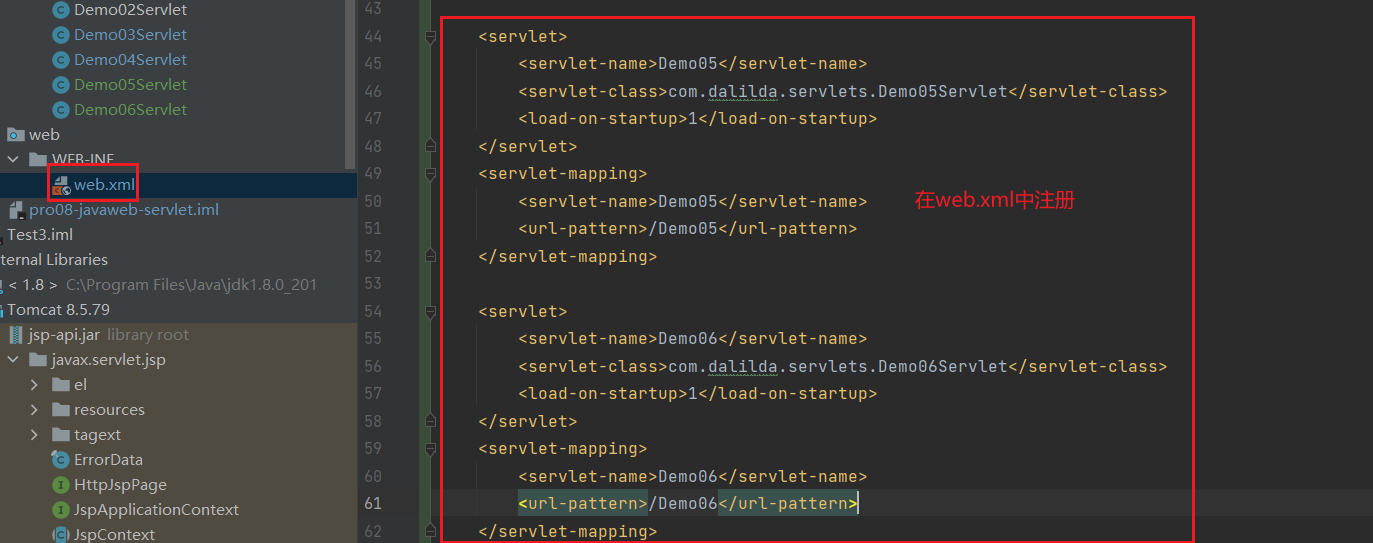 Demo02Servlet
Demo03Servlet
Demo04Servlet
Demo05Servlet
Demo06Servlet
web
WEB-INF
web.xml
pro08-javaweb-servlet.iml
Test3.iml
ternal Libraries
< 1.8 > C:\Program Files\Java\jdk1.8.0_201
Tomcat 8.5.79
jsp-api.jar library root
javax.servlet.jsp
el
resources
tagext
ErrorData
HttpJspPage
JspApplicationContext
JspContext
43
44 <servlet>
45 <servlet-name>Demo05</servlet-name>
46 <servlet-class>com.dalilda.servlets.Demo05Servlet</servlet-class>
47 <load-on-startup>1</load-on-startup>
48 </servlet>
49 <servlet-mapping>
50 <servlet-name>Demo05</servlet-name>
51 <url-pattern>/Demo05</url-pattern>
52 </servlet-mapping>
53
54 <servlet>
55 <servlet-name>Demo06</servlet-name>
56 <servlet-class>com.dalilda.servlets.Demo06Servlet</servlet-class>
57 <load-on-startup>1</load-on-startup>
58 </servlet>
59 <servlet-mapping>
60 <servlet-name>Demo06</servlet-name>
61 <url-pattern>/Demo06</url-pattern>
62 </servlet-mapping>
在web.xml中注册